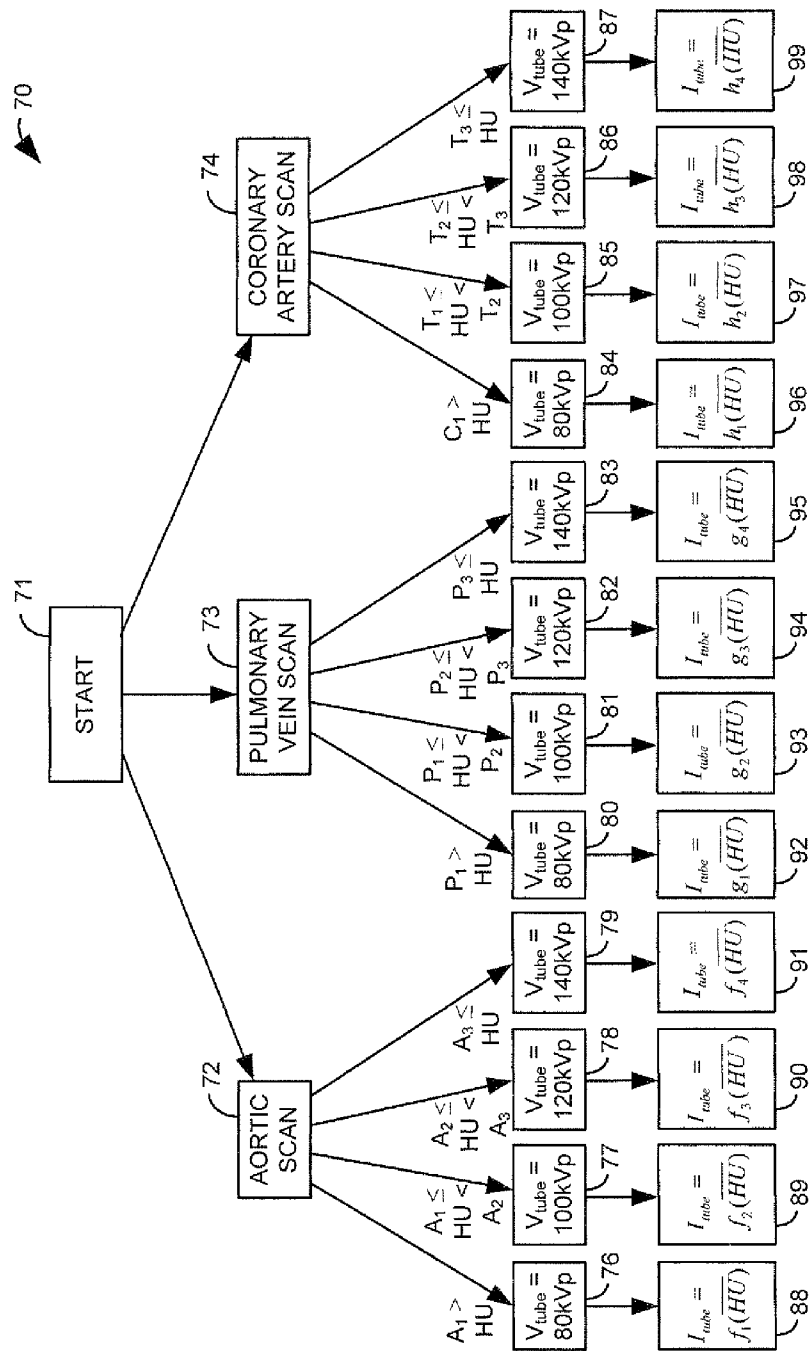 70
71
START
72
AORTIC
SCAN
73
PULMONARY
VEIN SCAN
74
CORONARY
ARTERY SCAN
A1 >
HU
A1 ≤
HU <
A2
A2 ≤
HU <
A3
A3 ≤
HU
P1 >
HU
P1 ≤
HU <
P2
P2 ≤
HU <
P3
P3 ≤
HU
C1 >
HU
T1 ≤
HU <
T2
T2 ≤
HU <
T3
T3 ≤
HU
Vtube =
80kVp
76
Vtube =
100kVp
77
Vtube =
120kVp
78
Vtube =
140kVp
79
Vtube =
80kVp
80
Vtube =
100kVp
81
Vtube =
120kVp
82
Vtube =
140kVp
83
Vtube =
80kVp
84
Vtube =
100kVp
85
Vtube =
120kVp
86
Vtube =
140kVp
87
Itube =
f1(HU)
88
Itube =
f2(HU)
89
Itube =
f3(HU)
90
Itube =
f4(HU)
91
Itube =
g1(HU)
92
Itube =
g2(HU)
93
Itube =
g3(HU)
94
Itube =
g4(HU)
95
Itube =
h1(HU)
96
Itube =
h2(HU)
97
Itube =
h3(HU)
98
Itube =
h4(HU)
99